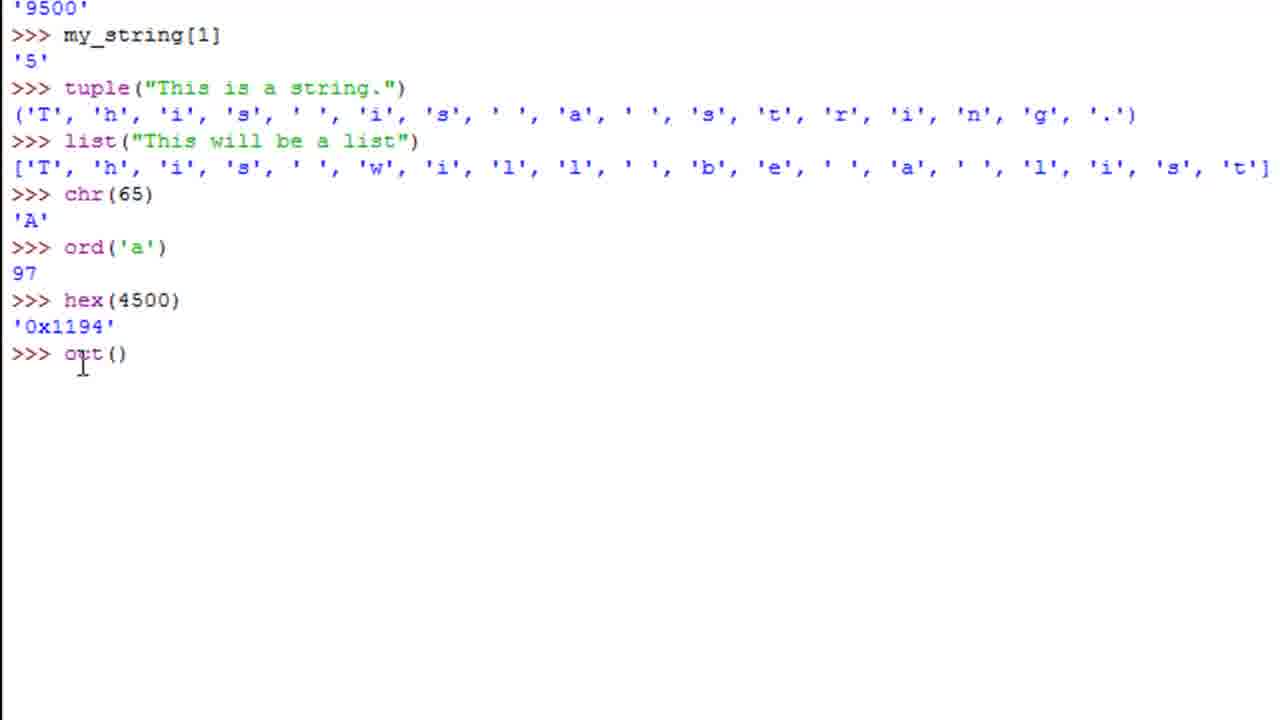 '9500'
>>> my_string[1]
'5'
>>> tuple("This is a string.")
('T', 'h', 'i', 's', ' ', 'i', 's', ' ', 'a', ' ', 's', 't', 'r', 'i', 'n', 'g', '.')
>>> list("This will be a list")
['T', 'h', 'i', 's', ' ', 'w', 'i', 'l', 'l', ' ', 'b', 'e', ' ', 'a', ' ', 'l', 'i', 's', 't']
>>> chr(65)
'A'
>>> ord('a')
97
>>> hex(4500)
'0x1194'
>>> oct()